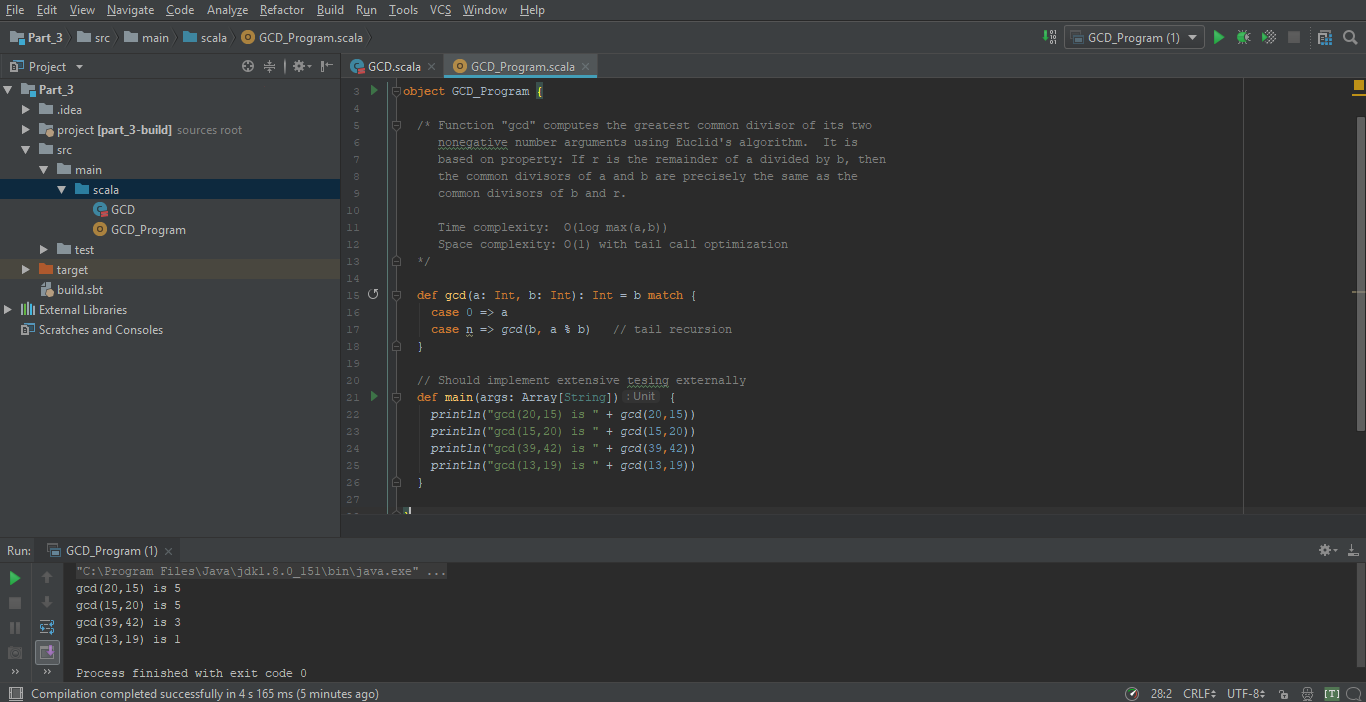 File Edit View Navigate Code Analyze Refactor Build Run Tools VCS Window Help
Part_3 src main scala GCD_Program.scala GCD_Program (1)
Project GCD.scala GCD_Program.scala
Part_3
.idea
project [part_3-build] sources root
src
main
scala
GCD
GCD_Program
test
target
build.sbt
External Libraries
Scratches and Consoles
3 object GCD_Program {
4
5 /* Function "gcd" computes the greatest common divisor of its two
6 nonegative number arguments using Euclid's algorithm.  It is
7 based on property: If r is the remainder of a divided by b, then
8 the common divisors of a and b are precisely the same as the
9 common divisors of b and r.
10
11 Time complexity:  O(log max(a,b))
12 Space complexity: O(1) with tail call optimization
13 */
14
15 def gcd(a: Int, b: Int): Int = b match {
16 case 0 => a
17 case n => gcd(b, a % b)   // tail recursion
18 }
19
20 // Should implement extensive tesing externally
21 def main(args: Array[String]) : Unit {
22 println("gcd(20,15) is " + gcd(20,15))
23 println("gcd(15,20) is " + gcd(15,20))
24 println("gcd(39,42) is " + gcd(39,42))
25 println("gcd(13,19) is " + gcd(13,19))
26 }
27
Run: GCD_Program (1)
"C:\Program Files\Java\jdk1.8.0_151\bin\java.exe" ...
gcd(20,15) is 5
gcd(15,20) is 5
gcd(39,42) is 3
gcd(13,19) is 1
Process finished with exit code 0
Compilation completed successfully in 4 s 165 ms (5 minutes ago) 28:2 CRLF UTF-8 [T]